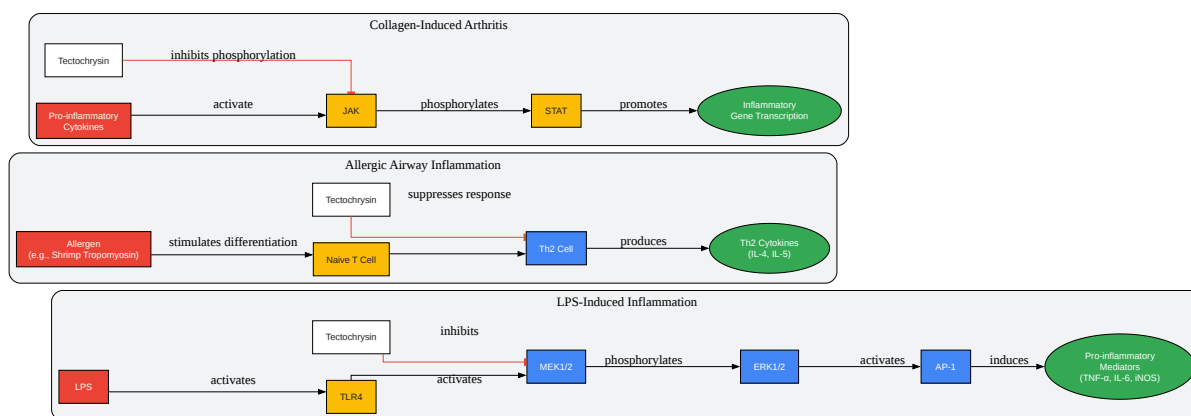 Collagen-Induced Arthritis
Tectochrysin
inhibits phosphorylation
Pro-inflammatory
Cytokines
activate
JAK
phosphorylates
STAT
promotes
Inflammatory
Gene Transcription
Allergic Airway Inflammation
Tectochrysin
suppresses response
Allergen
(e.g., Shrimp Tropomyosin)
stimulates differentiation
Naive T Cell
Th2 Cell
produces
Th2 Cytokines
(IL-4, IL-5)
LPS-Induced Inflammation
Tectochrysin
inhibits
LPS
activates
TLR4
activates
MEK1/2
phosphorylates
ERK1/2
activates
AP-1
induces
Pro-inflammatory
Mediators
(TNF-α, IL-6, iNOS)